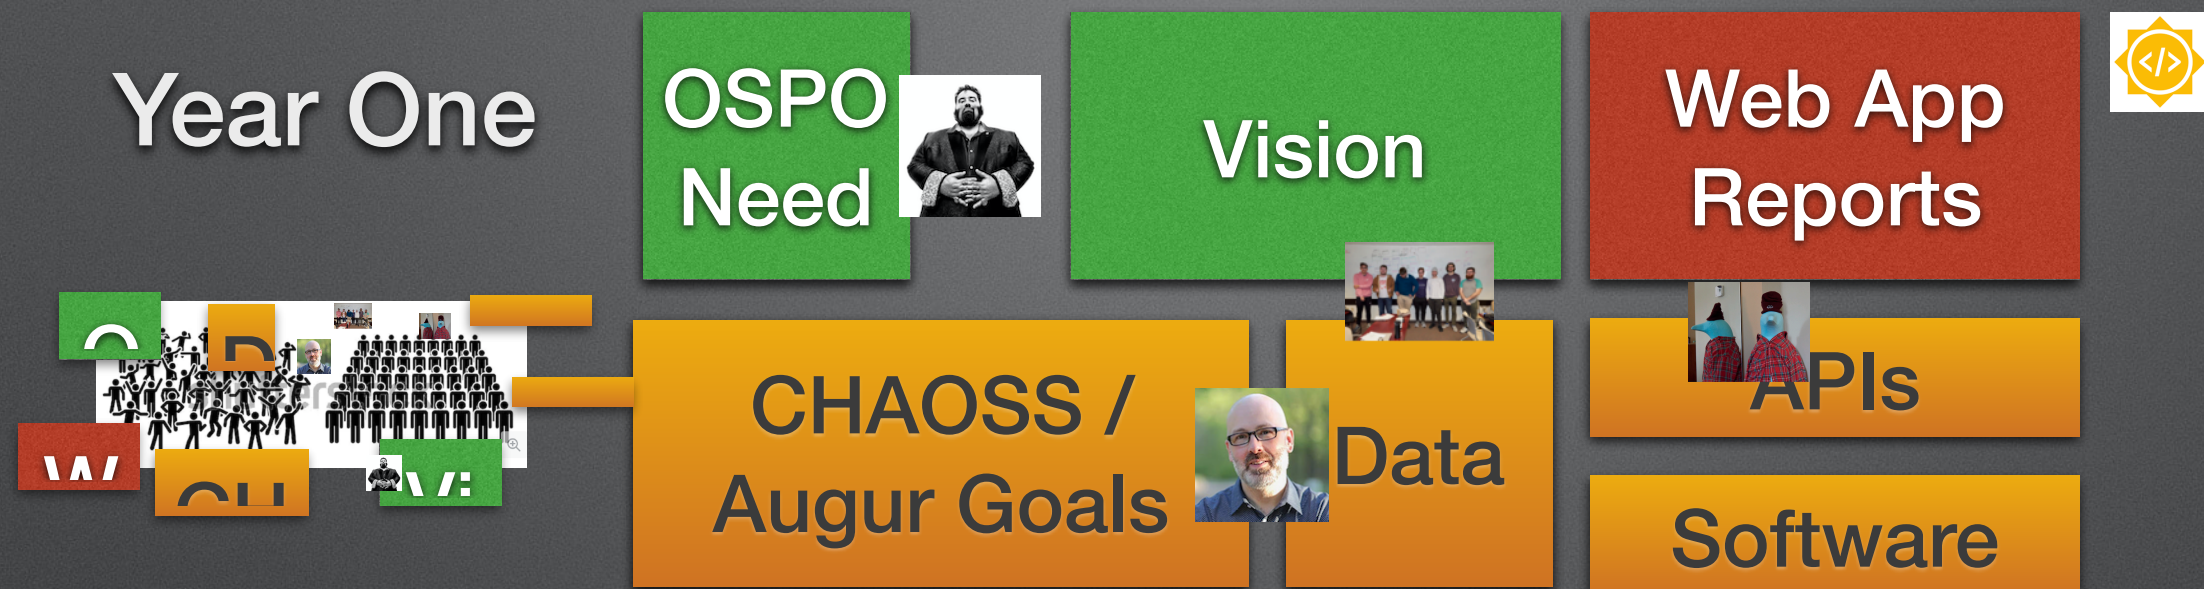 Year One
OSPO
Need
Vision
Web App
Reports
</>
D
CHAOSS /
Augur Goals
Data
APIs
Software